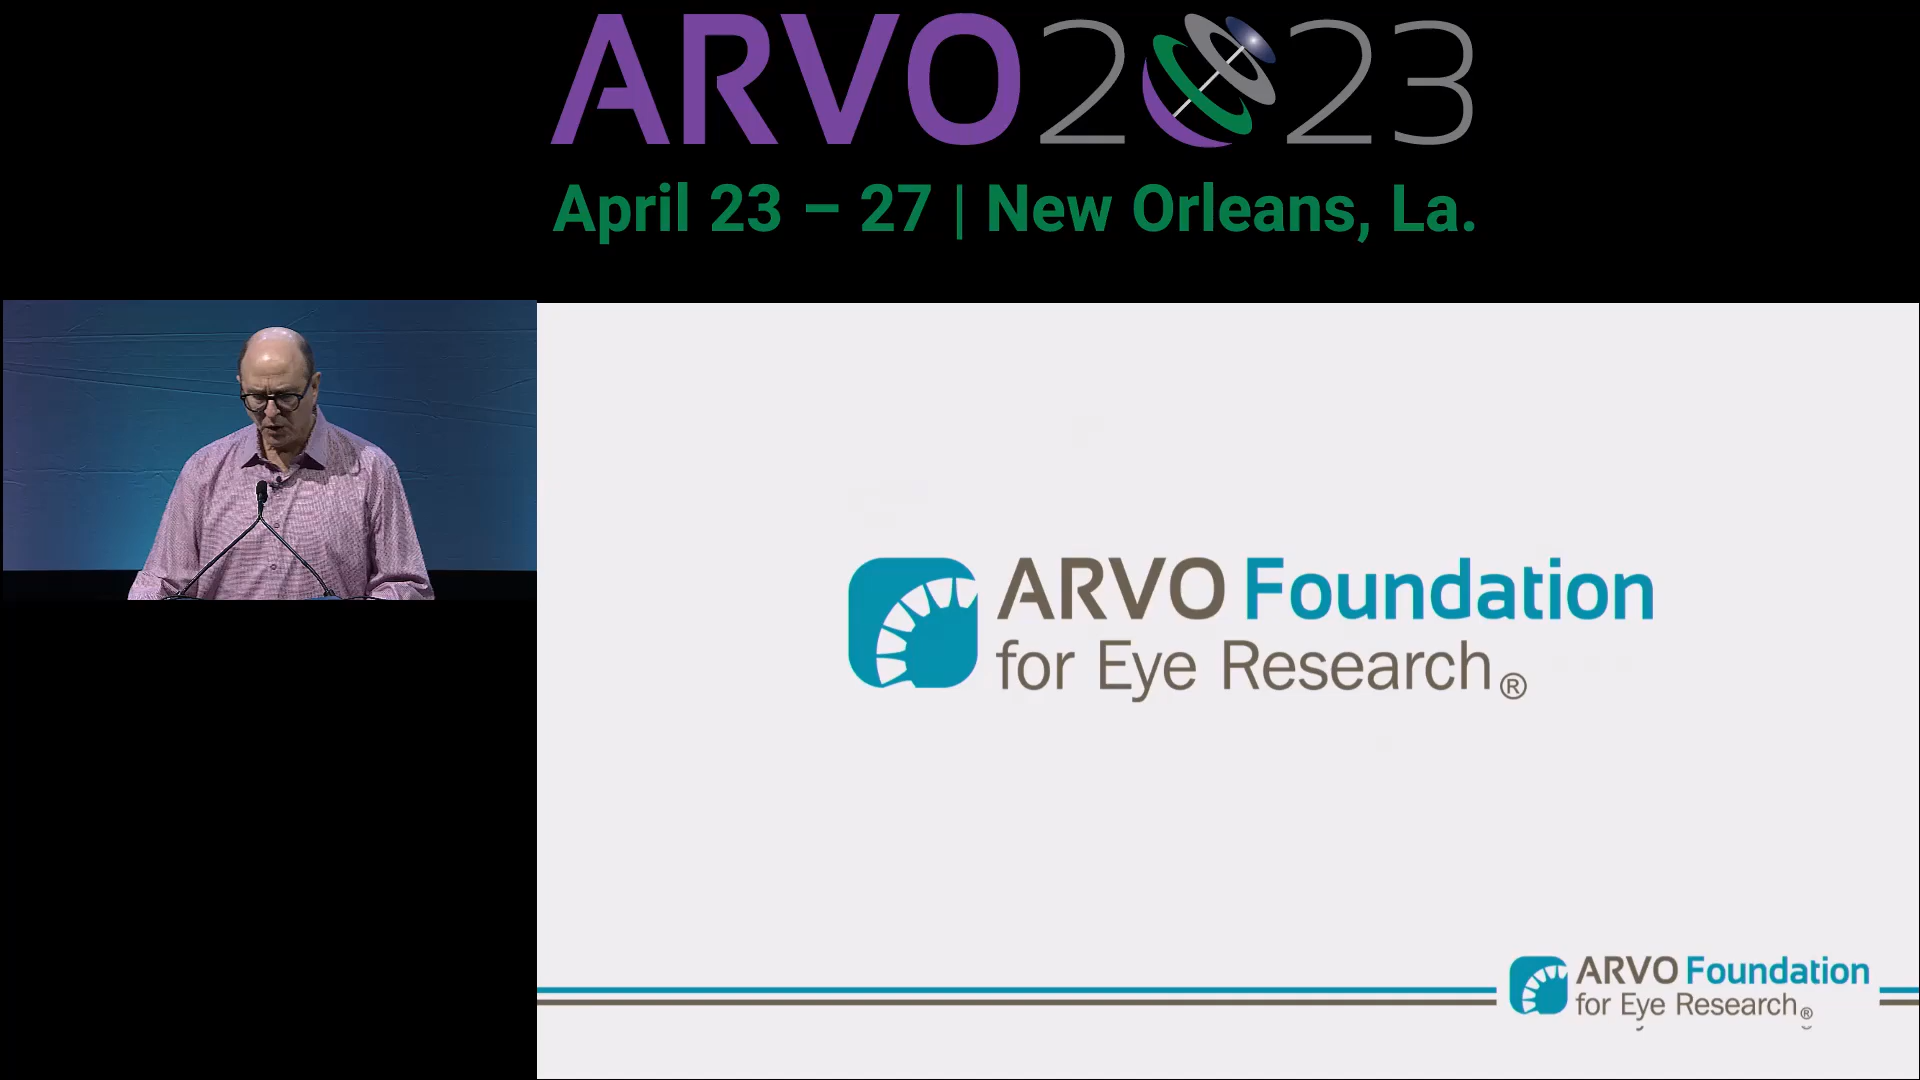 ARVO2023
April 23 – 27 | New Orleans, La.
ARVO Foundation
for Eye Research®
ARVO Foundation
for Eye Research®